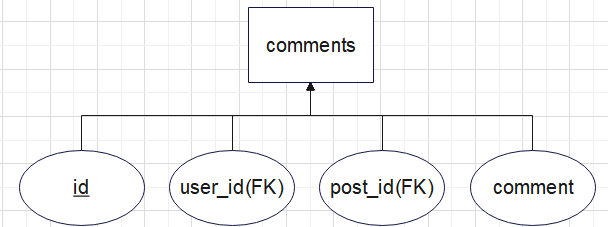 comments
id
user_id(FK)
post_id(FK)
comment